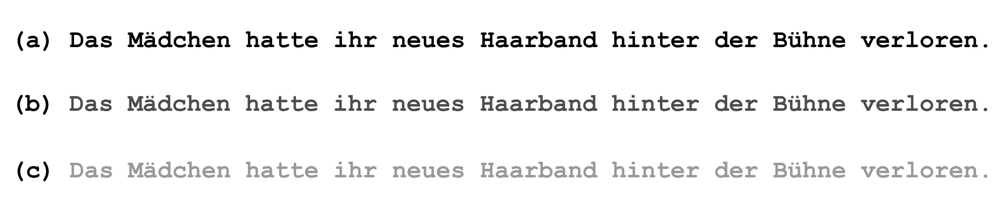 (a) Das Mädchen hatte ihr neues Haarband hinter der Bühne verloren.
(b) Das Mädchen hatte ihr neues Haarband hinter der Bühne verloren.
(c) Das Mädchen hatte ihr neues Haarband hinter der Bühne verloren.